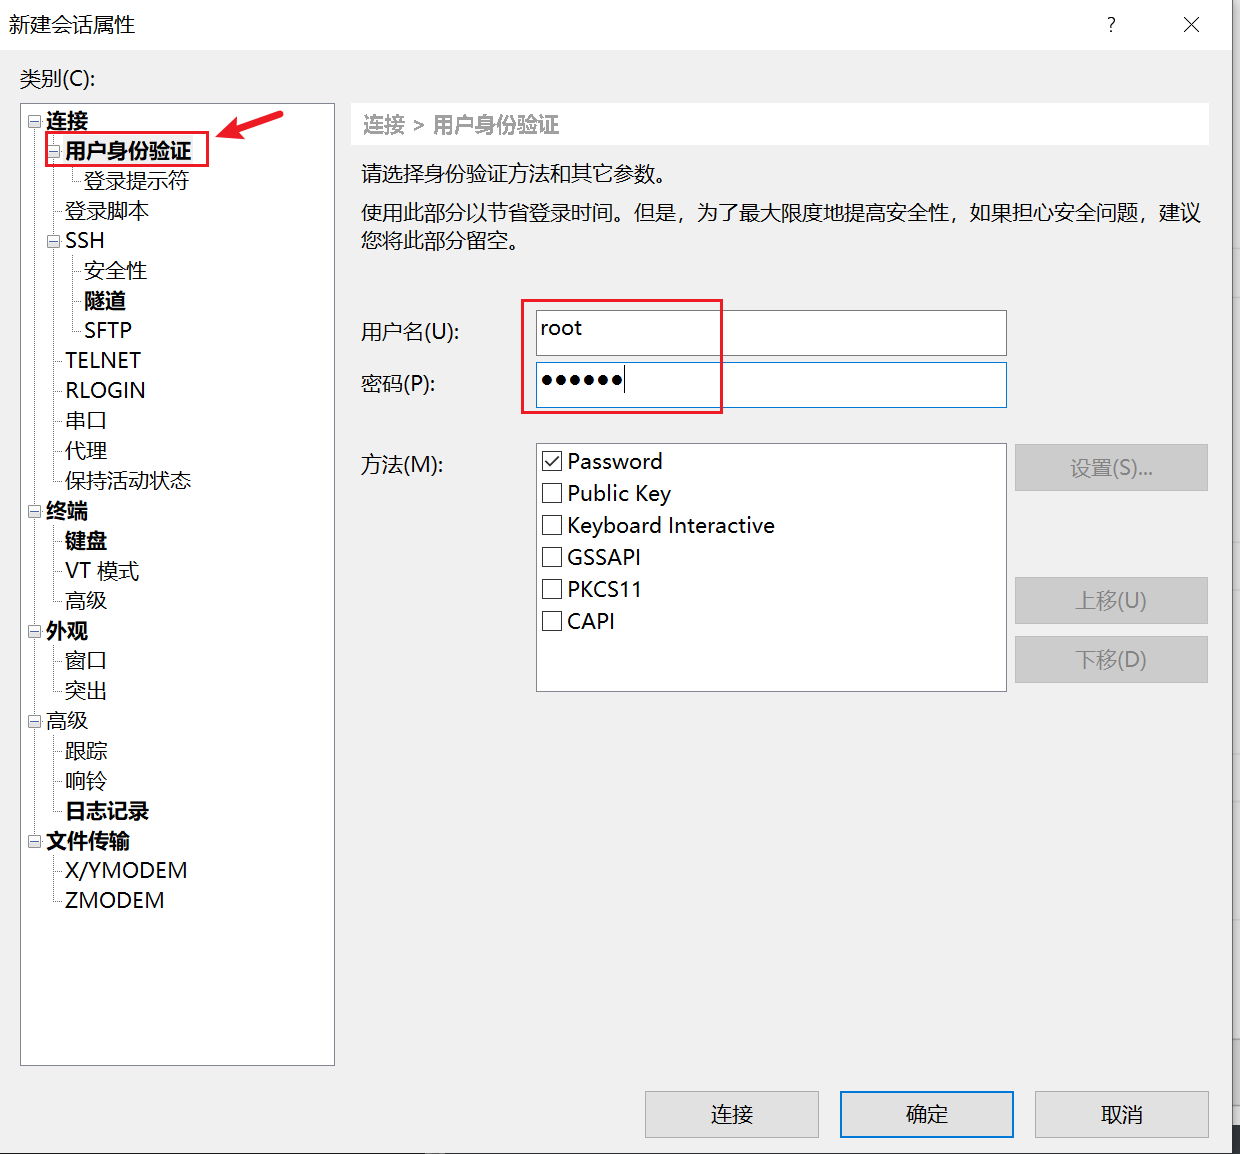 新建会话属性
?
类别(C):
连接
用户身份验证
登录提示符
登录脚本
SSH
安全性
隧道
SFTP
TELNET
RLOGIN
串口
代理
保持活动状态
终端
键盘
VT 模式
高级
外观
窗口
突出
高级
跟踪
响铃
日志记录
文件传输
X/YMODEM
ZMODEM
连接 > 用户身份验证
请选择身份验证方法和其它参数。
使用此部分以节省登录时间。但是，为了最大限度地提高安全性，如果担心安全问题，建议
您将此部分留空。
用户名(U):
root
密码(P):
●●●●●●
方法(M):
Password
Public Key
Keyboard Interactive
GSSAPI
PKCS11
CAPI
设置(S)...
上移(U)
下移(D)
连接
确定
取消